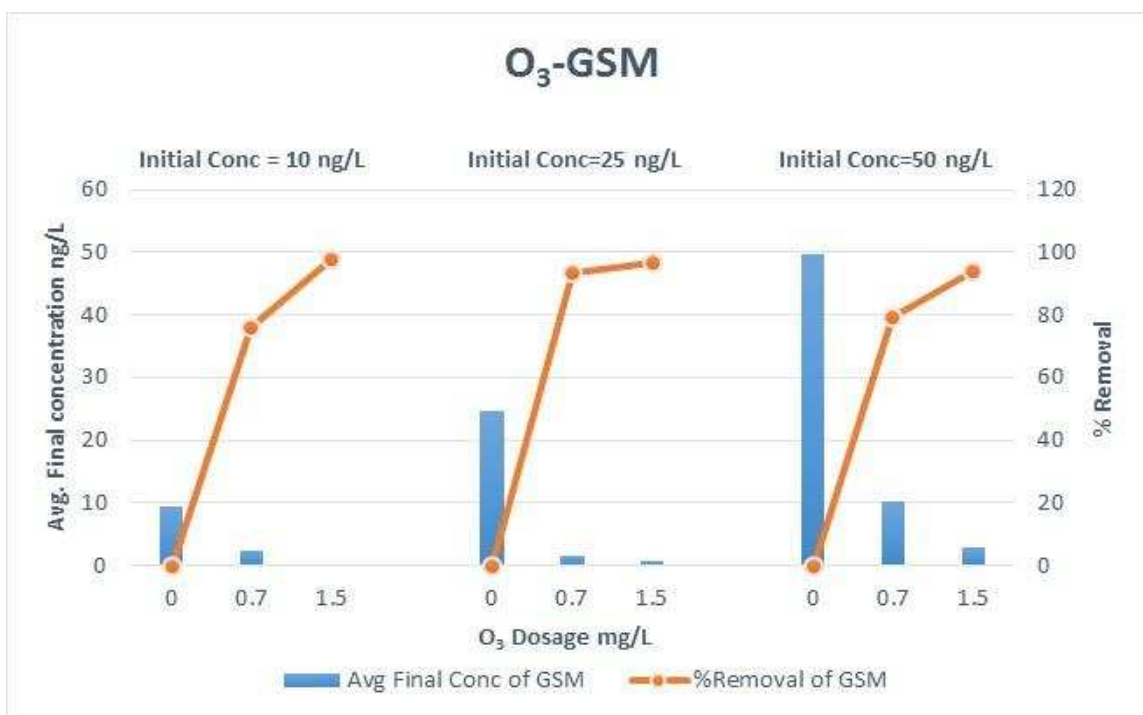 O₃-GSM
Initial Conc = 10 ng/L Initial Conc=25 ng/L Initial Conc=50 ng/L
Avg. Final concentration ng/L
60
50
40
30
20
10
0
120
100
80
60
40
20
0
% Removal
0 0.7 1.5 0 0.7 1.5 0 0.7 1.5
O₃ Dosage mg/L
Avg Final Conc of GSM %Removal of GSM